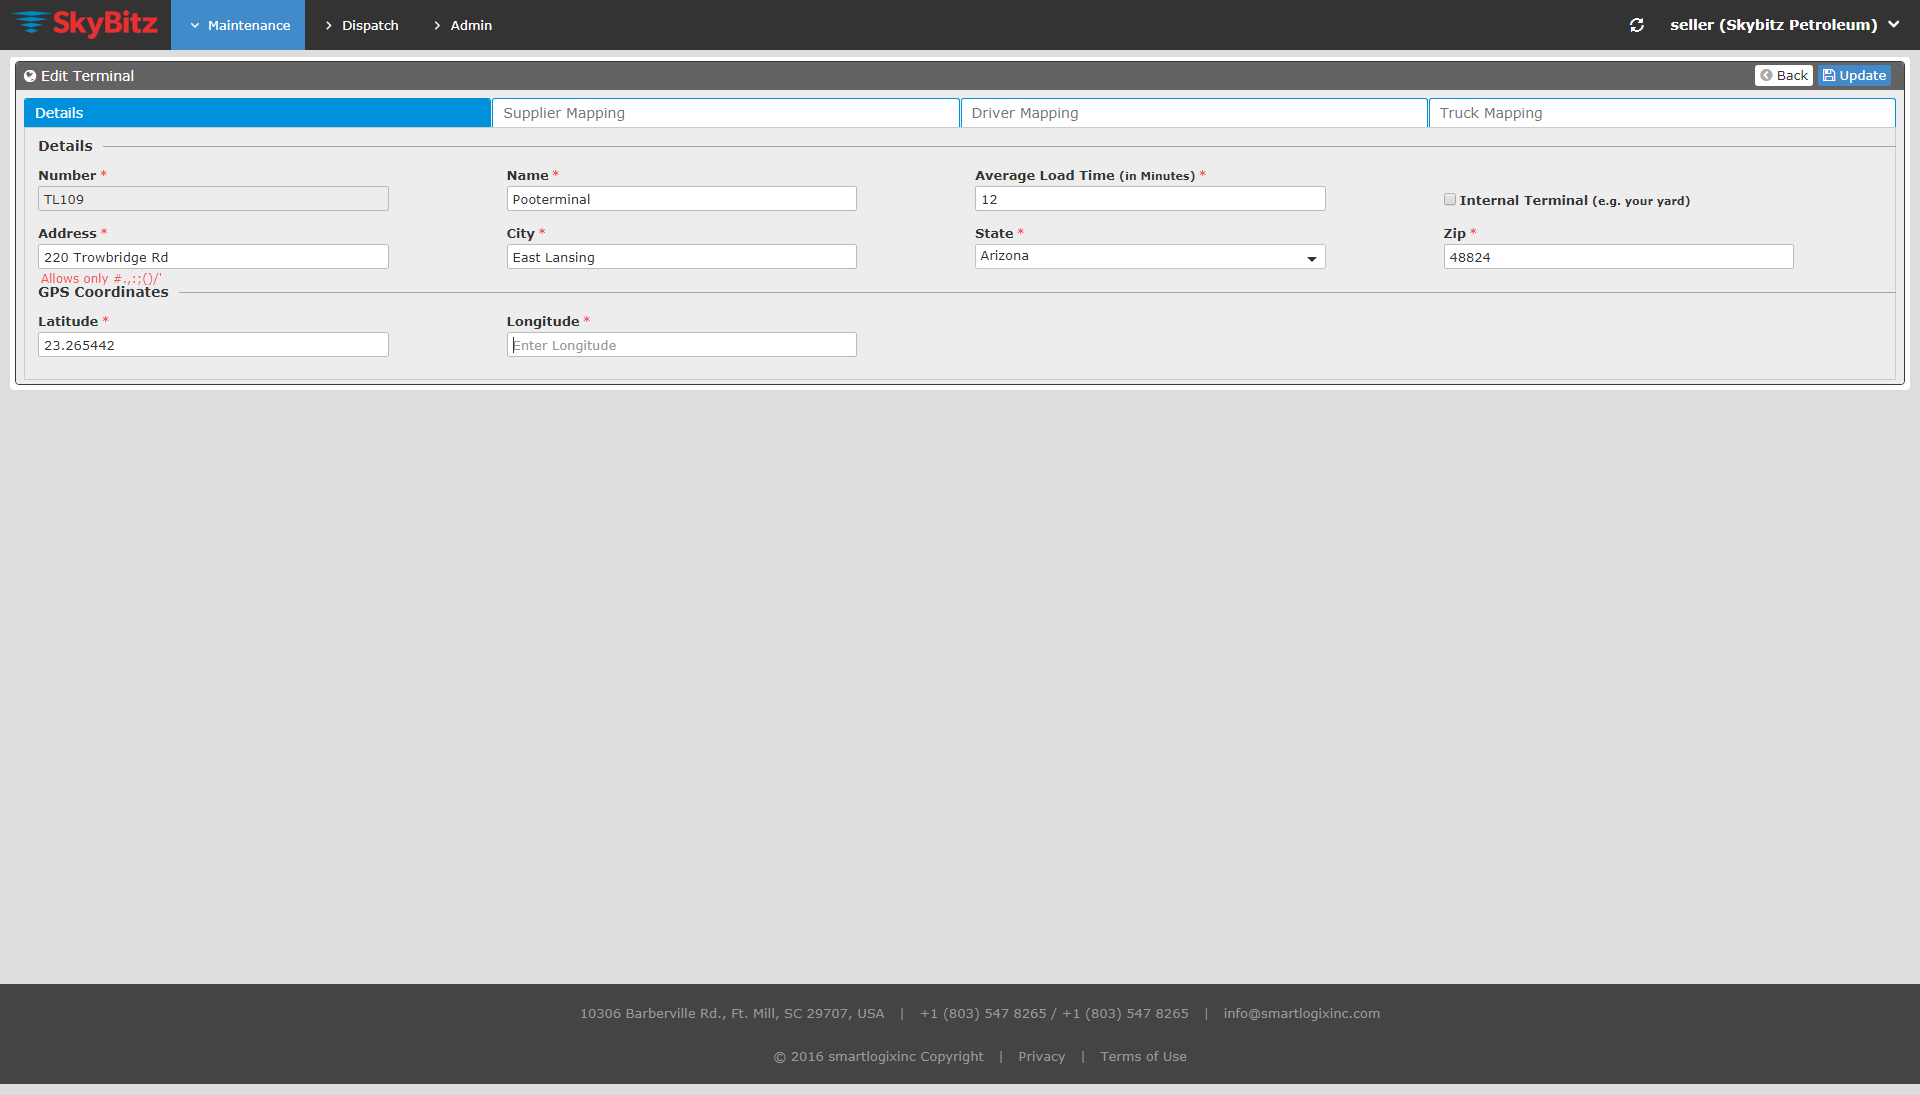 SkyBitz
Maintenance Dispatch Admin seller (Skybitz Petroleum)
Edit Terminal Back Update
Details Supplier Mapping Driver Mapping Truck Mapping
Details
Number * Name * Average Load Time (in Minutes) *
TL109 Pooterminal 12 Internal Terminal (e.g. your yard)
Address * City * State * Zip *
220 Trowbridge Rd East Lansing Arizona 48824
Allows only #.,:;()/'
GPS Coordinates
Latitude * Longitude *
23.265442 Enter Longitude
10306 Barberville Rd., Ft. Mill, SC 29707, USA | +1 (803) 547 8265 / +1 (803) 547 8265 | info@smartlogixinc.com
© 2016 smartlogixinc Copyright | Privacy | Terms of Use